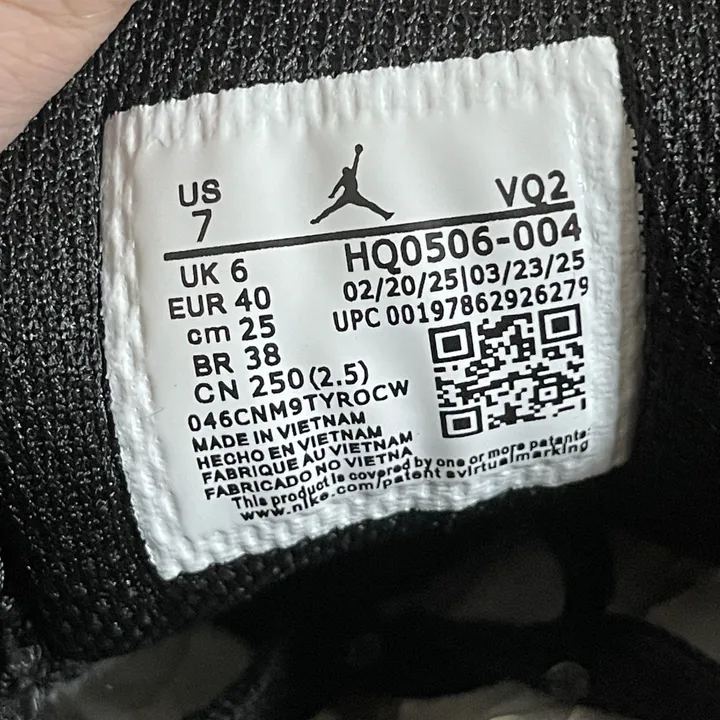 US
7
VQ2
UK 6
HQ0506-004
EUR 40
02/20/25|03/23/25
cm 25
UPC 00197862926279
BR 38
CN 250(2.5)
046CNM9TYROCW
MADE IN VIETNAM
HECHO EN VIETNAM
FABRIQUE AU VIETNAM
FABRICADO NO VIETNA
This product is covered by one or more patents:
www.nike.com/patent &virtualmarking